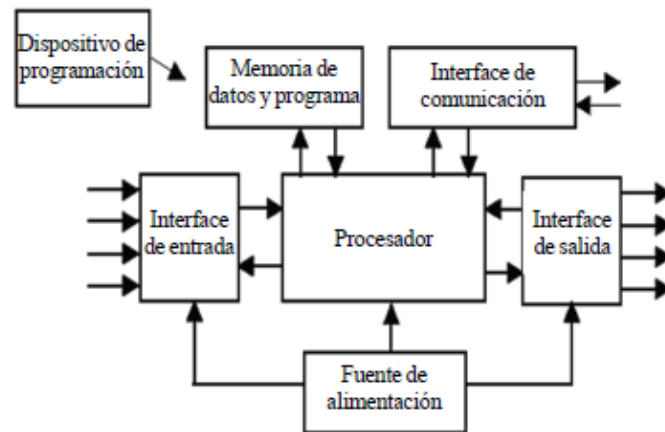 Dispositivo de
programación
Memoria de
datos y programa
Interface de
comunicación
Interface
de entrada
Procesador
Interface
de salida
Fuente de
alimentación